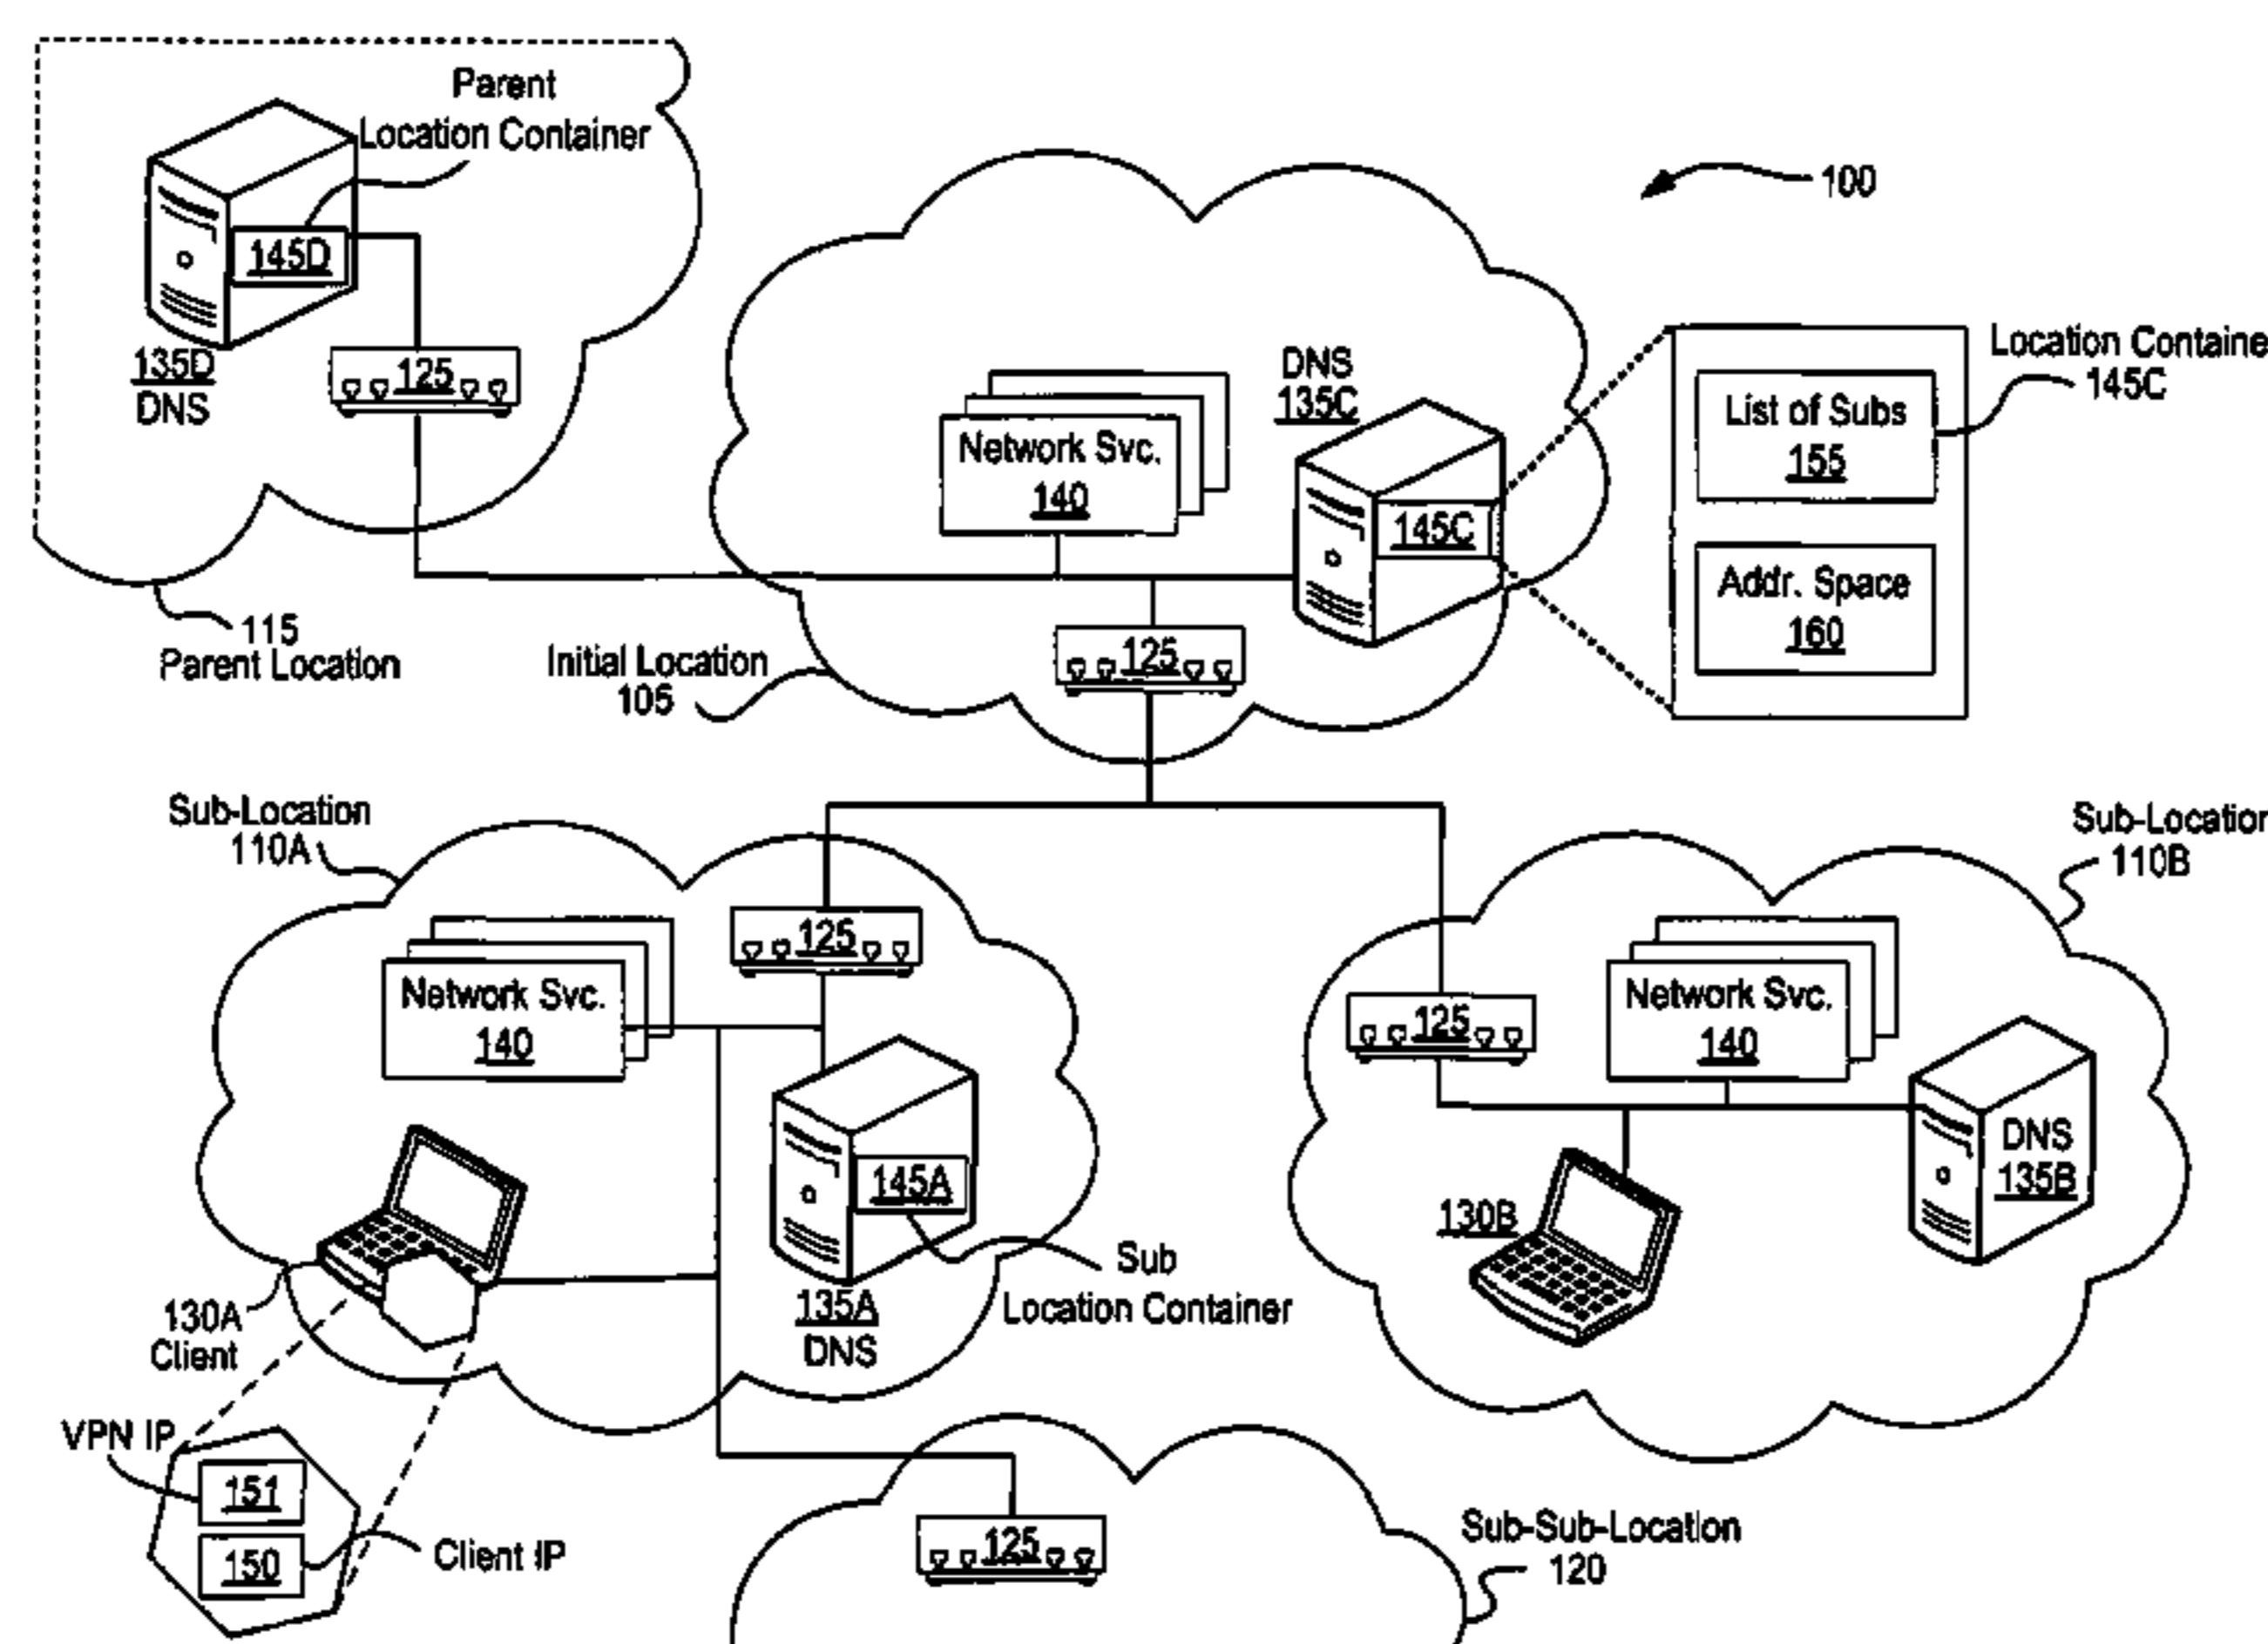 Parent
Location Container
145D
135D
DNS
125
115
Parent Location
100
DNS
135C
Network Svc.
140
145C
125
Initial Location
105
Location Containe
145C
List of Subs
155
Addr. Space
160
Sub-Location
110A
125
Network Svc.
140
145A
Sub
Location Container
135A
DNS
130A
Client
VPN IP
151
150
Client IP
Sub-Location
110B
125
Network Svc.
140
DNS
135B
130B
125
Sub-Sub-Location
120